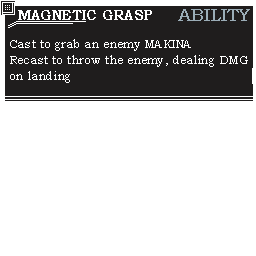 MAGNETIC GRASP ABILITY
Cast to grab an enemy MAKINA
Recast to throw the enemy, dealing DMG
on landing